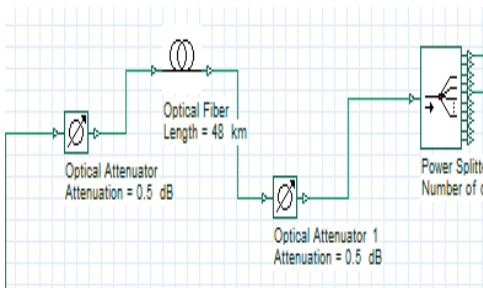 Optical Fiber
Length = 48 km
Optical Attenuator
Attenuation = 0.5 dB
Power
Number of
Optical Attenuator 1
Attenuation = 0.5 dB